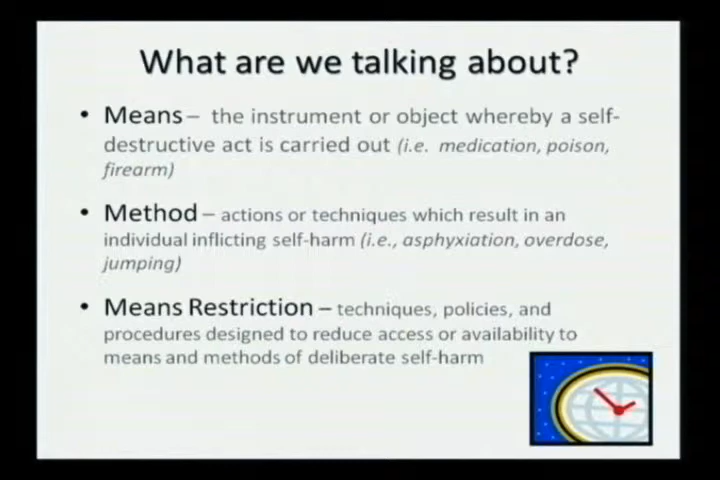 What are we talking about?
• Means – the instrument or object whereby a self-
destructive act is carried out (i.e. medication, poison,
firearm)
• Method – actions or techniques which result in an
individual inflicting self-harm (i.e., asphyxiation, overdose,
jumping)
• Means Restriction – techniques, policies, and
procedures designed to reduce access or availability to
means and methods of deliberate self-harm